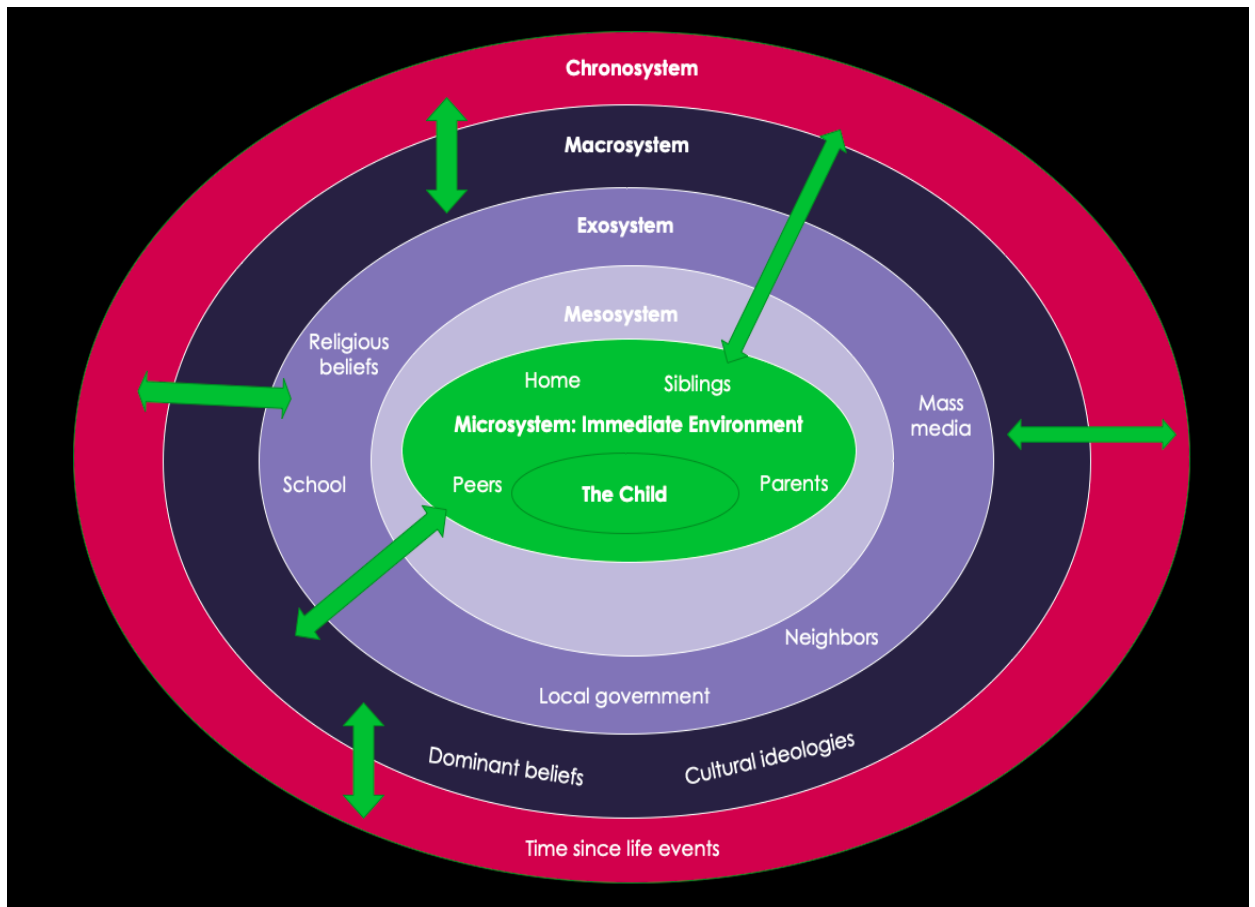 Chronosystem
Macrosystem
Exosystem
Mesosystem
Religious
beliefs
Home
Siblings
Mass
media
Microsystem: Immediate Environment
School
Peers
The Child
Parents
Neighbors
Local government
Dominant beliefs
Cultural ideologies
Time since life events